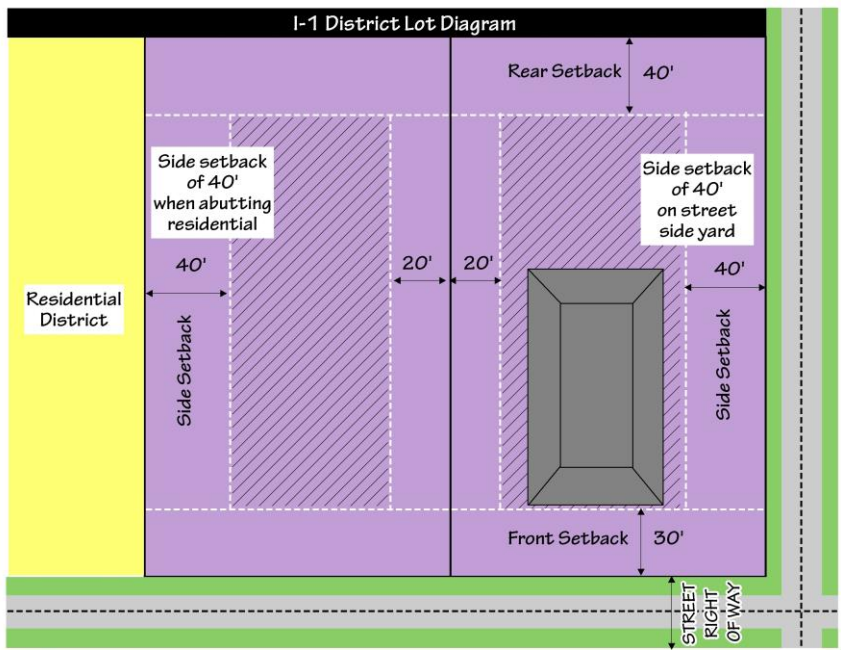 I-1 District Lot Diagram
Rear Setback 40'
Side setback
of 40'
when abutting
residential
Side setback
of 40'
on street
side yard
40'
20'
20'
40'
Residential
District
Side Setback
Side Setback
Front Setback 30'
STREET
RIGHT
OF WAY